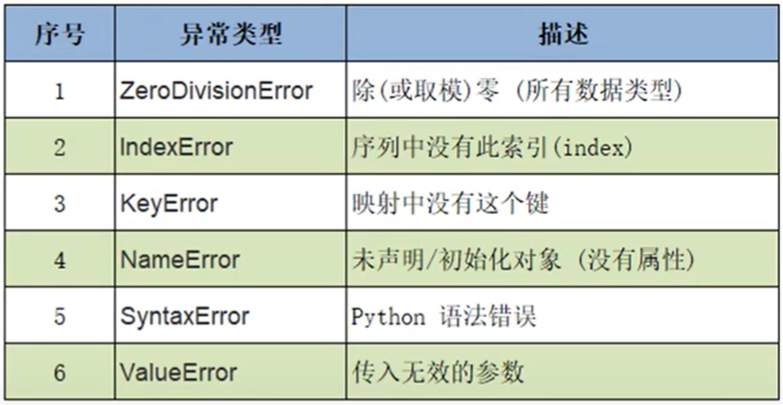 序号 异常类型 描述
1 ZeroDivisionError 除(或取模)零 (所有数据类型)
2 IndexError 序列中没有此索引(index)
3 KeyError 映射中没有这个键
4 NameError 未声明/初始化对象 (没有属性)
5 SyntaxError Python 语法错误
6 ValueError 传入无效的参数